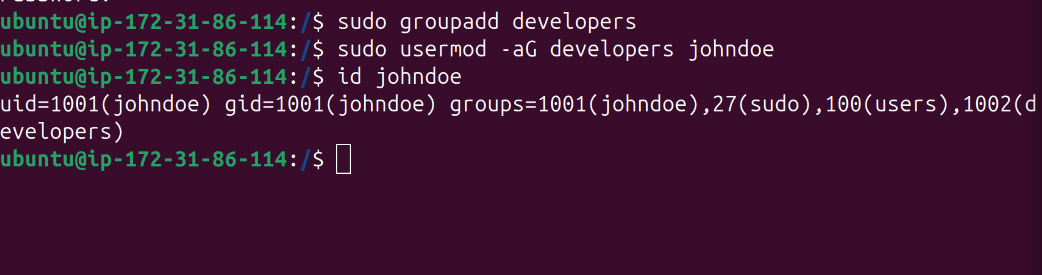 ubuntu@ip-172-31-86-114:/$ sudo groupadd developers
ubuntu@ip-172-31-86-114:/$ sudo usermod -aG developers johndoe
ubuntu@ip-172-31-86-114:/$ id johndoe
uid=1001(johndoe) gid=1001(johndoe) groups=1001(johndoe),27(sudo),100(users),1002(d
evelopers)
ubuntu@ip-172-31-86-114:/$